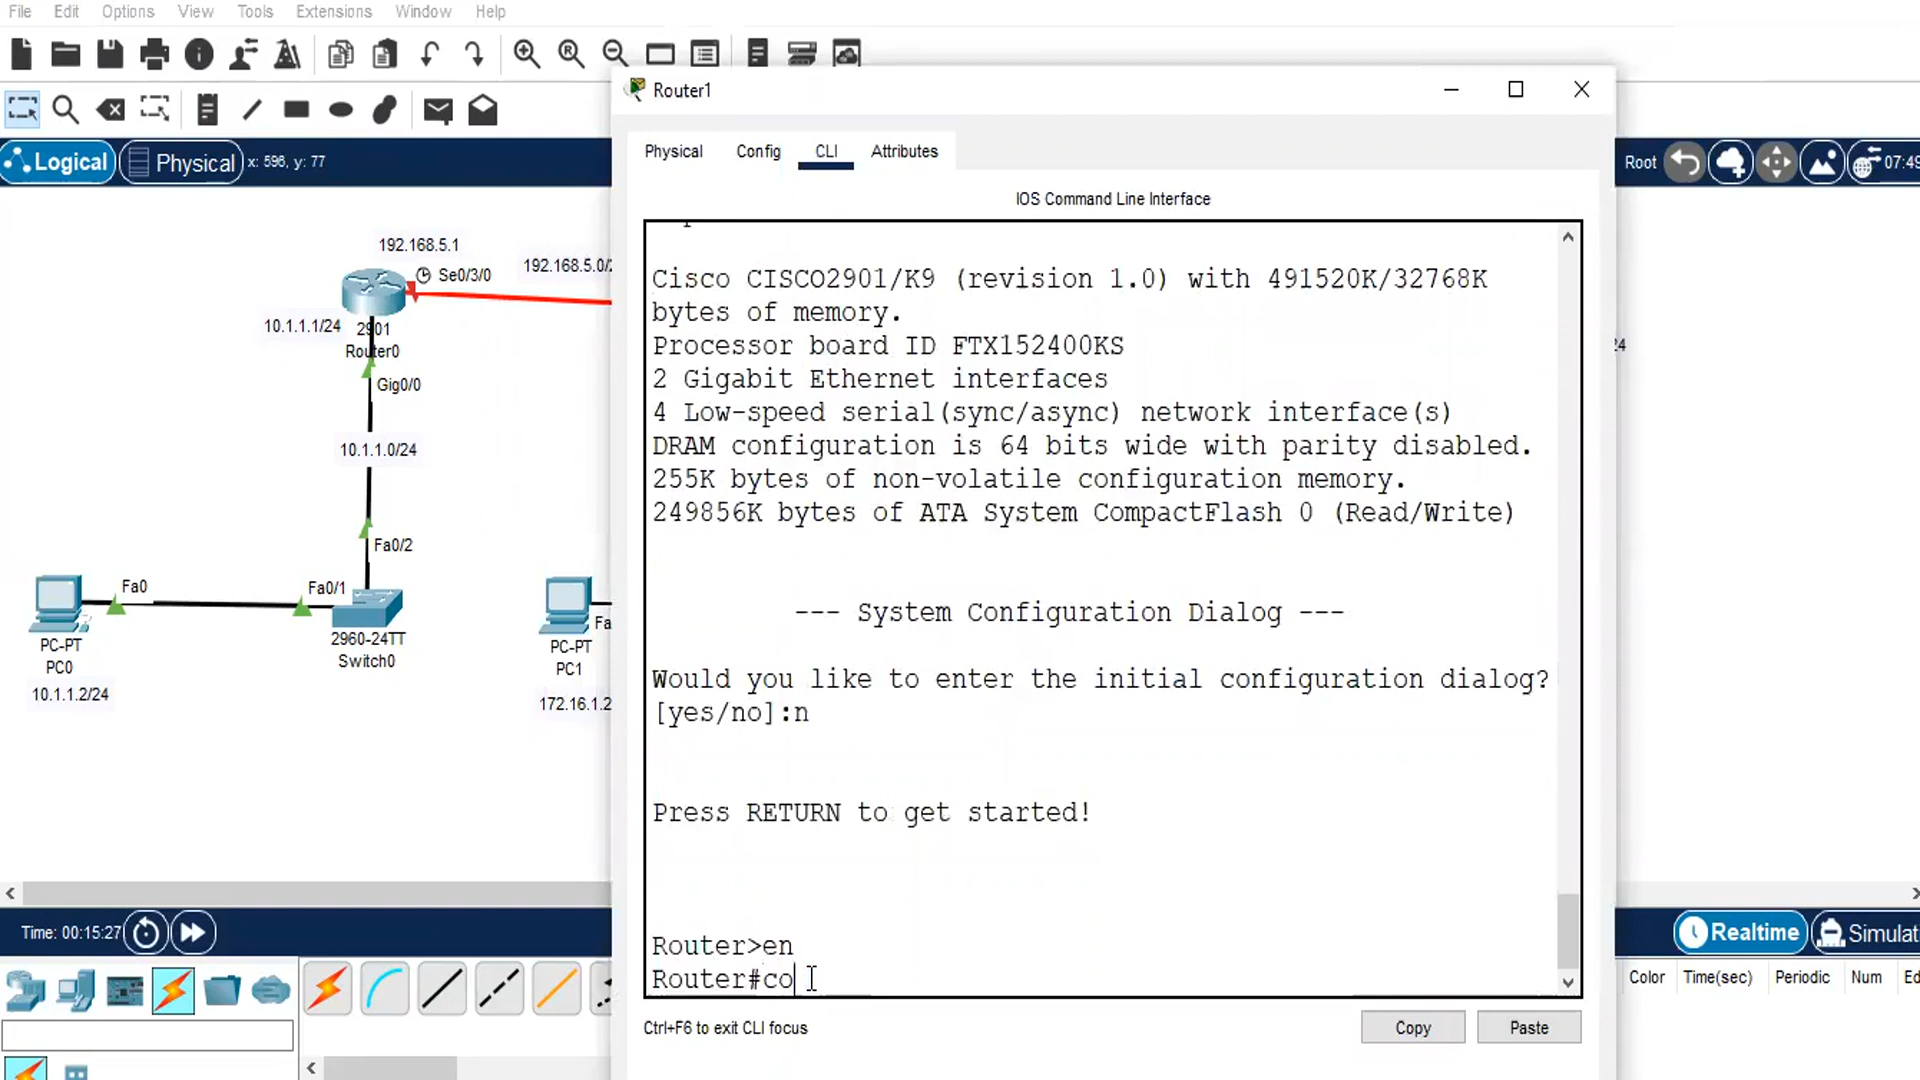 File Edit Options View Tools Extensions Window Help
Logical Physical x: 596, y: 77
Root 07:49
192.168.5.1
Se0/3/0
192.168.5.0/2
10.1.1.1/24
2901
Router0
Gig0/0
10.1.1.0/24
Fa0/2
Fa0
Fa0/1
Fa
PC-PT
PC0
10.1.1.2/24
2960-24TT
Switch0
PC-PT
PC1
172.16.1.2
24
Router1
Physical Config CLI Attributes
IOS Command Line Interface
Cisco CISCO2901/K9 (revision 1.0) with 491520K/32768K
bytes of memory.
Processor board ID FTX152400KS
2 Gigabit Ethernet interfaces
4 Low-speed serial(sync/async) network interface(s)
DRAM configuration is 64 bits wide with parity disabled.
255K bytes of non-volatile configuration memory.
249856K bytes of ATA System CompactFlash 0 (Read/Write)
--- System Configuration Dialog ---
Would you like to enter the initial configuration dialog?
[yes/no]:n
Press RETURN to get started!
Router>en
Router#co
Ctrl+F6 to exit CLI focus
Copy Paste
Time: 00:15:27
Realtime Simulati
Color Time(sec) Periodic Num Ed